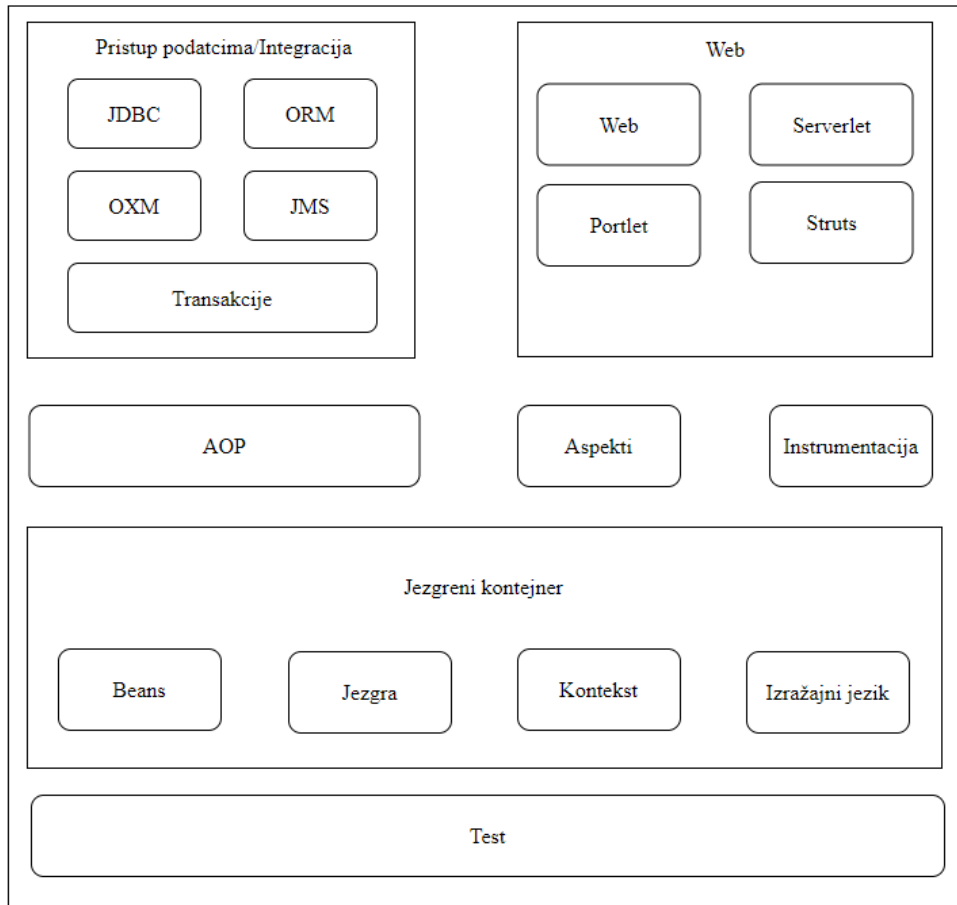 Pristup podatcima/Integracija
JDBC
ORM
OXM
JMS
Transakcije
Web
Web
Serverlet
Portlet
Struts
AOP
Aspekti
Instrumentacija
Jezgreni kontejner
Beans
Jezgra
Kontekst
Izražajni jezik
Test